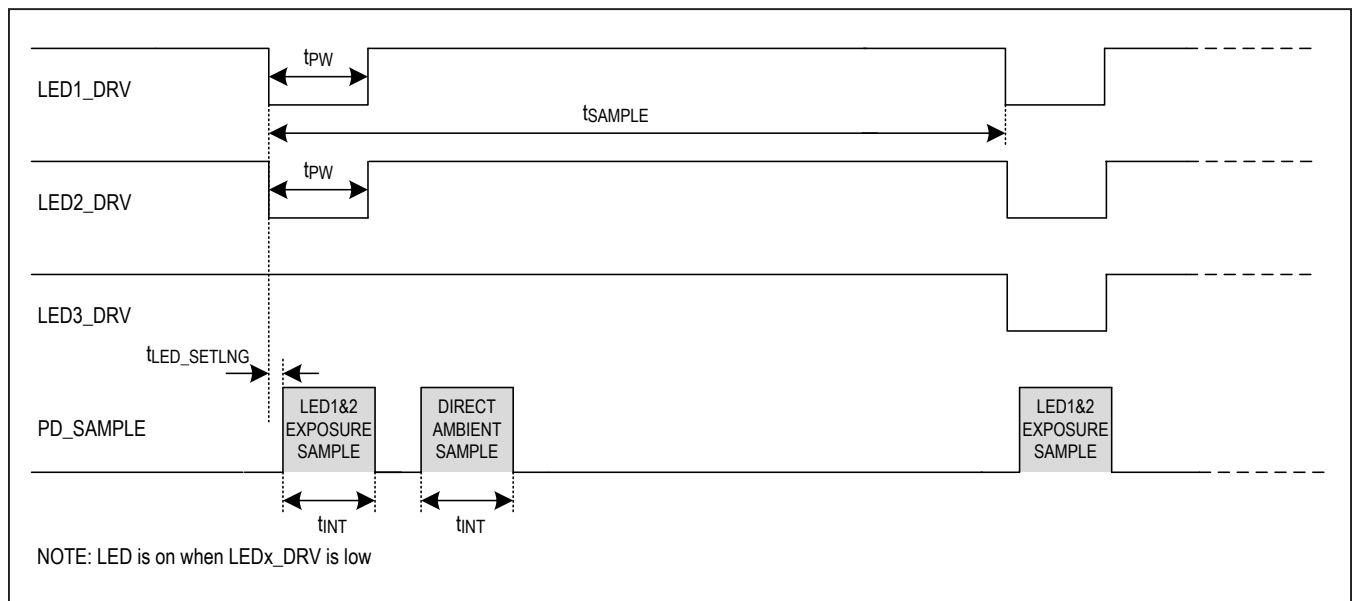 tPW
LED1_DRV
tSAMPLE
tPW
LED2_DRV
LED3_DRV
tLED_SETLNG
PD_SAMPLE
LED1&2
EXPOSURE
SAMPLE
DIRECT
AMBIENT
SAMPLE
LED1&2
EXPOSURE
SAMPLE
tINT
tINT
NOTE: LED is on when LEDx_DRV is low